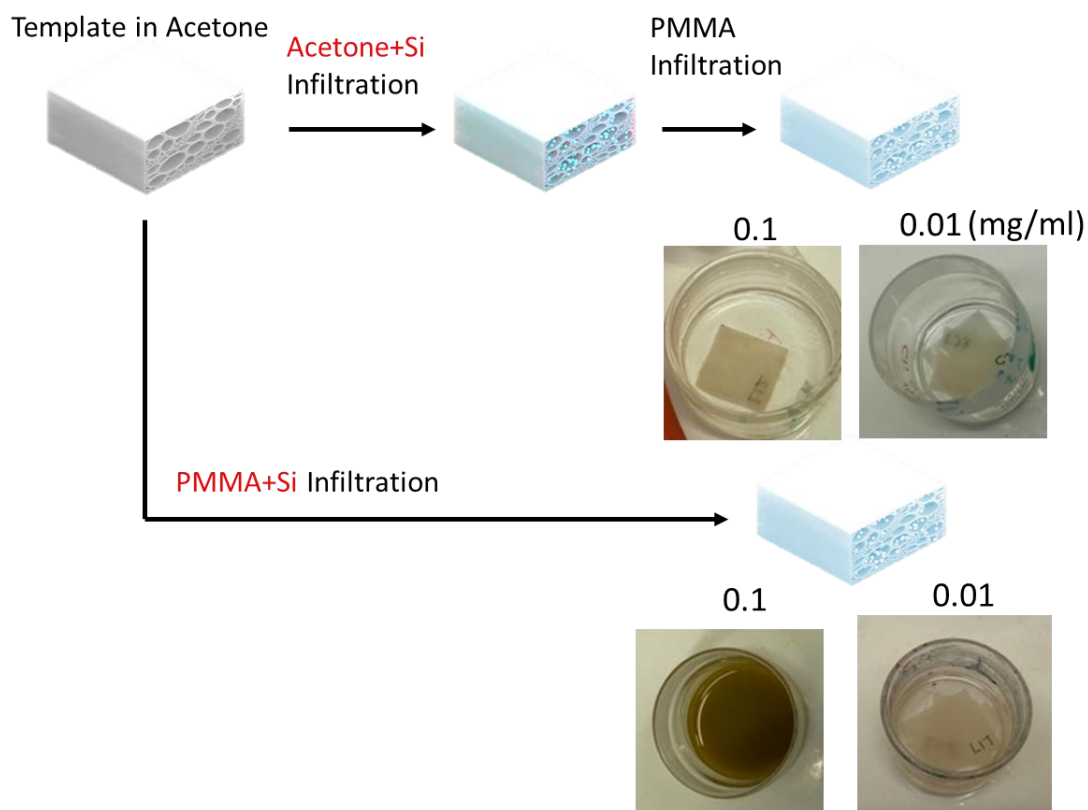 Template in Acetone
Acetone+Si
Infiltration
PMMA
Infiltration
0.1
0.01 (mg/ml)
PMMA+Si Infiltration
0.1
0.01
L17